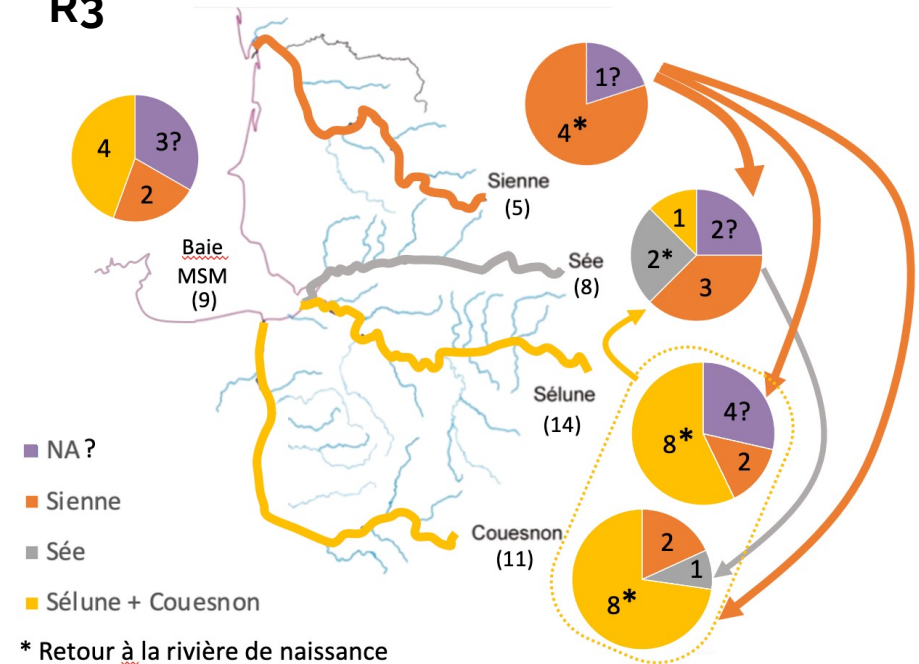 R3
1?
4*
4
3?
2
Sienne
(5)
1
2?
2*
3
Baie
MSM
(9)
Sée
(8)
Sélune
(14)
4?
8*
2
NA ?
Sienne
Sée
Sélune + Couesnon
Couesnon
(11)
2
1
8*
* Retour à la rivière de naissance